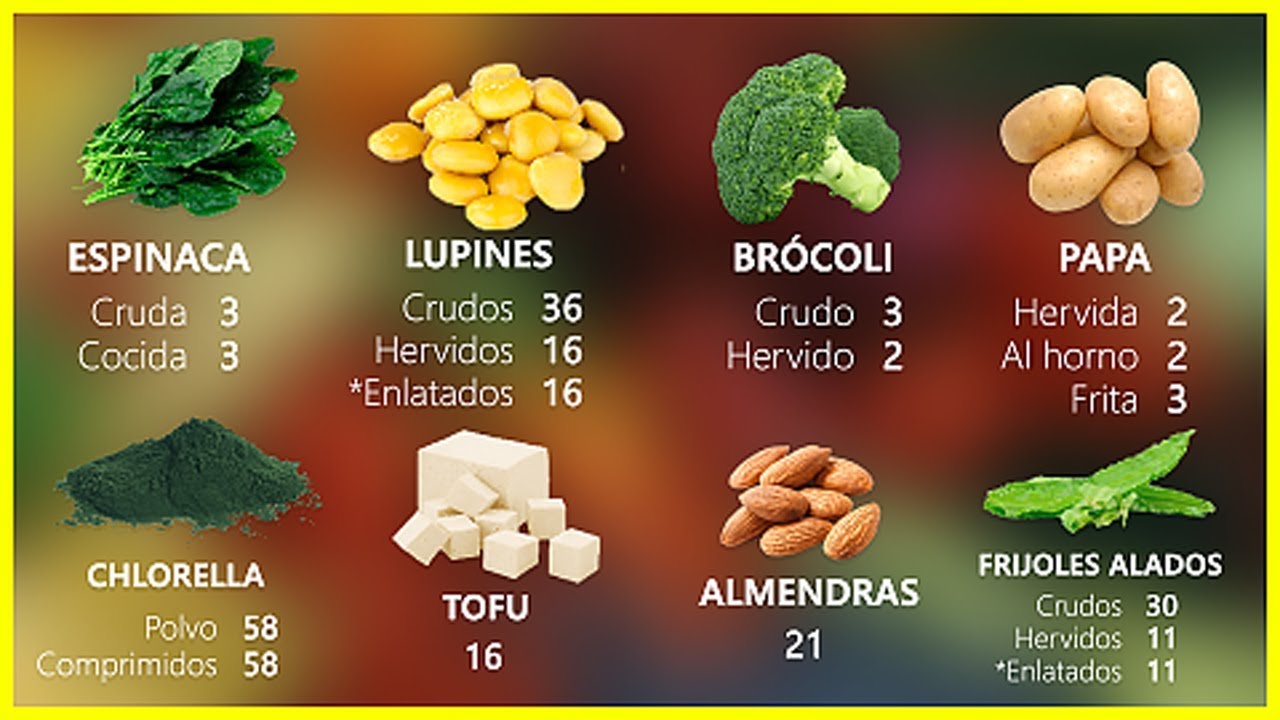 ESPINACA
Cruda 3
Cocida 3
LUPINES
Crudos 36
Hervidos 16
*Enlatados 16
BRÓCOLI
Crudo 3
Hervido 2
PAPA
Hervida 2
Al horno 2
Frita 3
CHLORELLA
Polvo 58
Comprimidos 58
TOFU
16
ALMENDRAS
21
FRIJOLES ALADOS
Crudos 30
Hervidos 11
*Enlatados 11